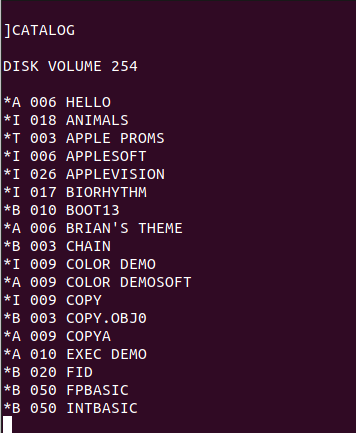 ]CATALOG
DISK VOLUME 254
*A 006 HELLO
*I 018 ANIMALS
*T 003 APPLE PROMS
*I 006 APPLESOFT
*I 026 APPLEVISION
*I 017 BIORHYTHM
*B 010 BOOT13
*A 006 BRIAN'S THEME
*B 003 CHAIN
*I 009 COLOR DEMO
*A 009 COLOR DEMOSOFT
*I 009 COPY
*B 003 COPY.OBJ0
*A 009 COPYA
*A 010 EXEC DEMO
*B 020 FID
*B 050 FPBASIC
*B 050 INTBASIC